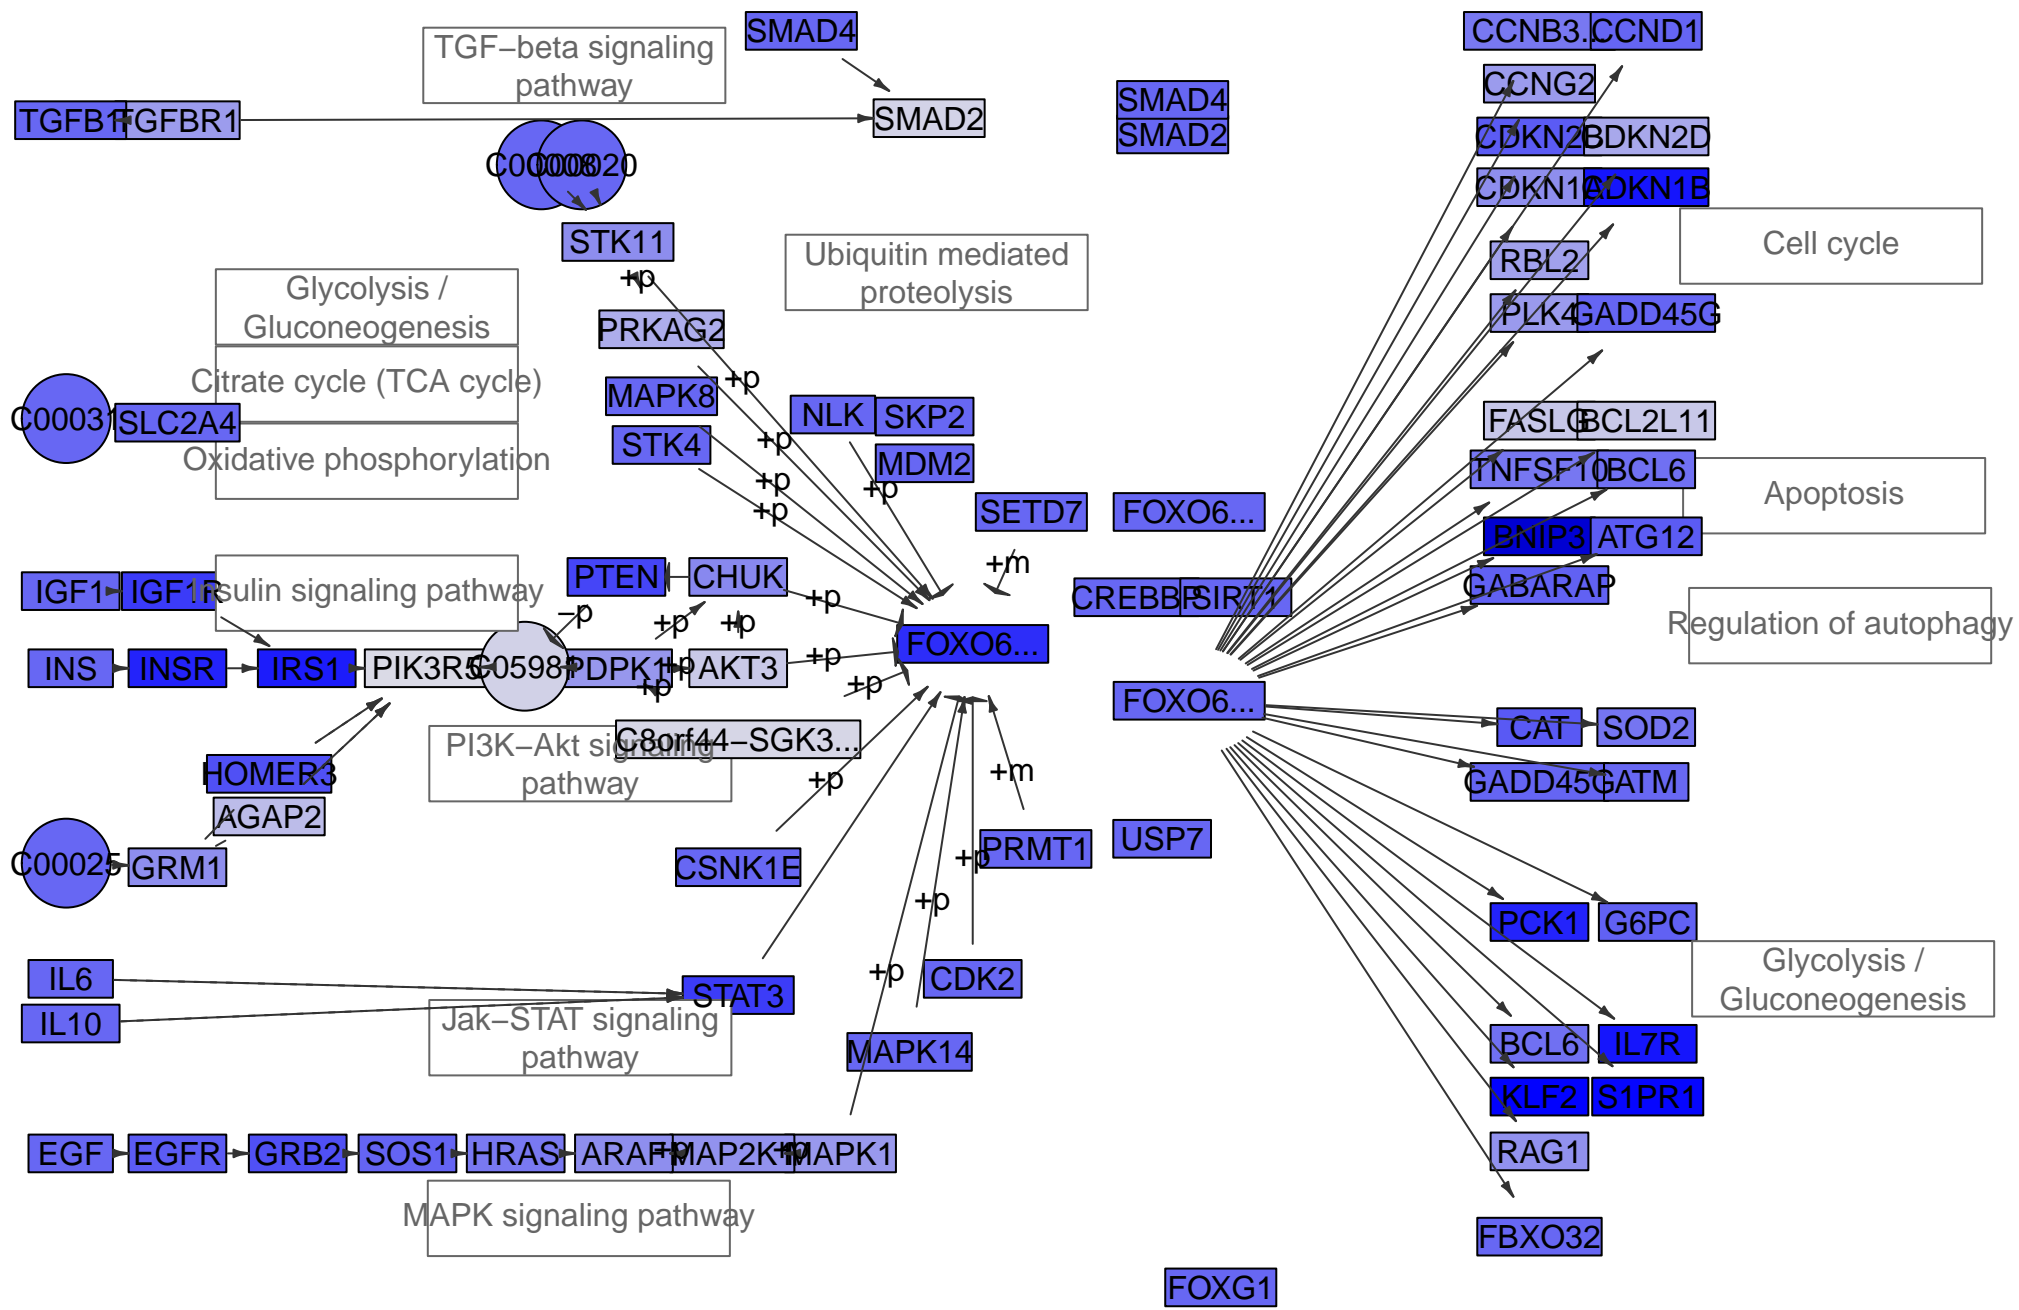 SMAD4
CCNB3...
CCND1
TGF−beta signaling
pathway
CCNG2
SMAD4
TGFB1
TGFBR1
SMAD2
SMAD2
CDKN2B
CDKN2D
C00020
CDKN1A
CDKN1B
STK11
Ubiquitin mediated
proteolysis
Cell cycle
RBL2
+p
Glycolysis /
Gluconeogenesis
PRKAG2
PLK4
GADD45G
Citrate cycle (TCA cycle)
+p
MAPK8
NLK
SKP2
C00031
SLC2A4
FASLG
BCL2L11
STK4
+p
Oxidative phosphorylation
MDM2
TNFSF10
BCL6
+p
+p
Apoptosis
+p
SETD7
FOXO6...
BNIP3
ATG12
+m
IGF1
IGF1R
Insulin signaling pathway
PTEN
CHUK
GABARAP
+p
CREBBP
SIRT1
−p
+p
+p
Regulation of autophagy
FOXO6...
INS
INSR
IRS1
PIK3R5
C05981
PDPK1
+p
AKT3
+p
+p
+p
FOXO6...
CAT
SOD2
C8orf44−SGK3...
PI3K−Akt signaling
pathway
HOMER3
+p
+m
GADD45G
GATM
AGAP2
USP7
PRMT1
C00025
GRM1
CSNK1E
+p
+p
PCK1
G6PC
IL6
+p
CDK2
Glycolysis /
Gluconeogenesis
STAT3
IL10
Jak−STAT signaling
pathway
MAPK14
BCL6
IL7R
KLF2
S1PR1
EGF
EGFR
GRB2
SOS1
HRAS
ARAF
+p
MAP2K1
+p
MAPK1
RAG1
MAPK signaling pathway
FBXO32
FOXG1